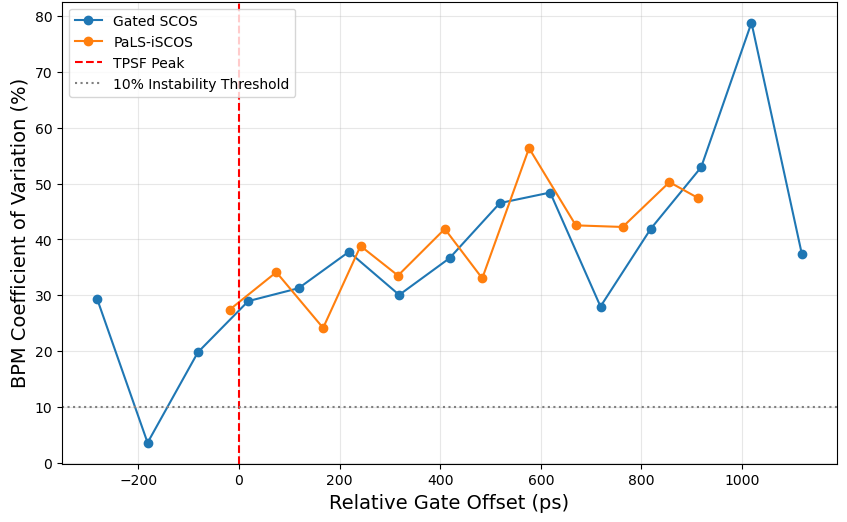 Gated SCOS
PaLS-iSCOS
TPSF Peak
10% Instability Threshold
BPM Coefficient of Variation (%)
80
70
60
50
40
30
20
10
0
−200
0
200
400
600
800
1000
Relative Gate Offset (ps)